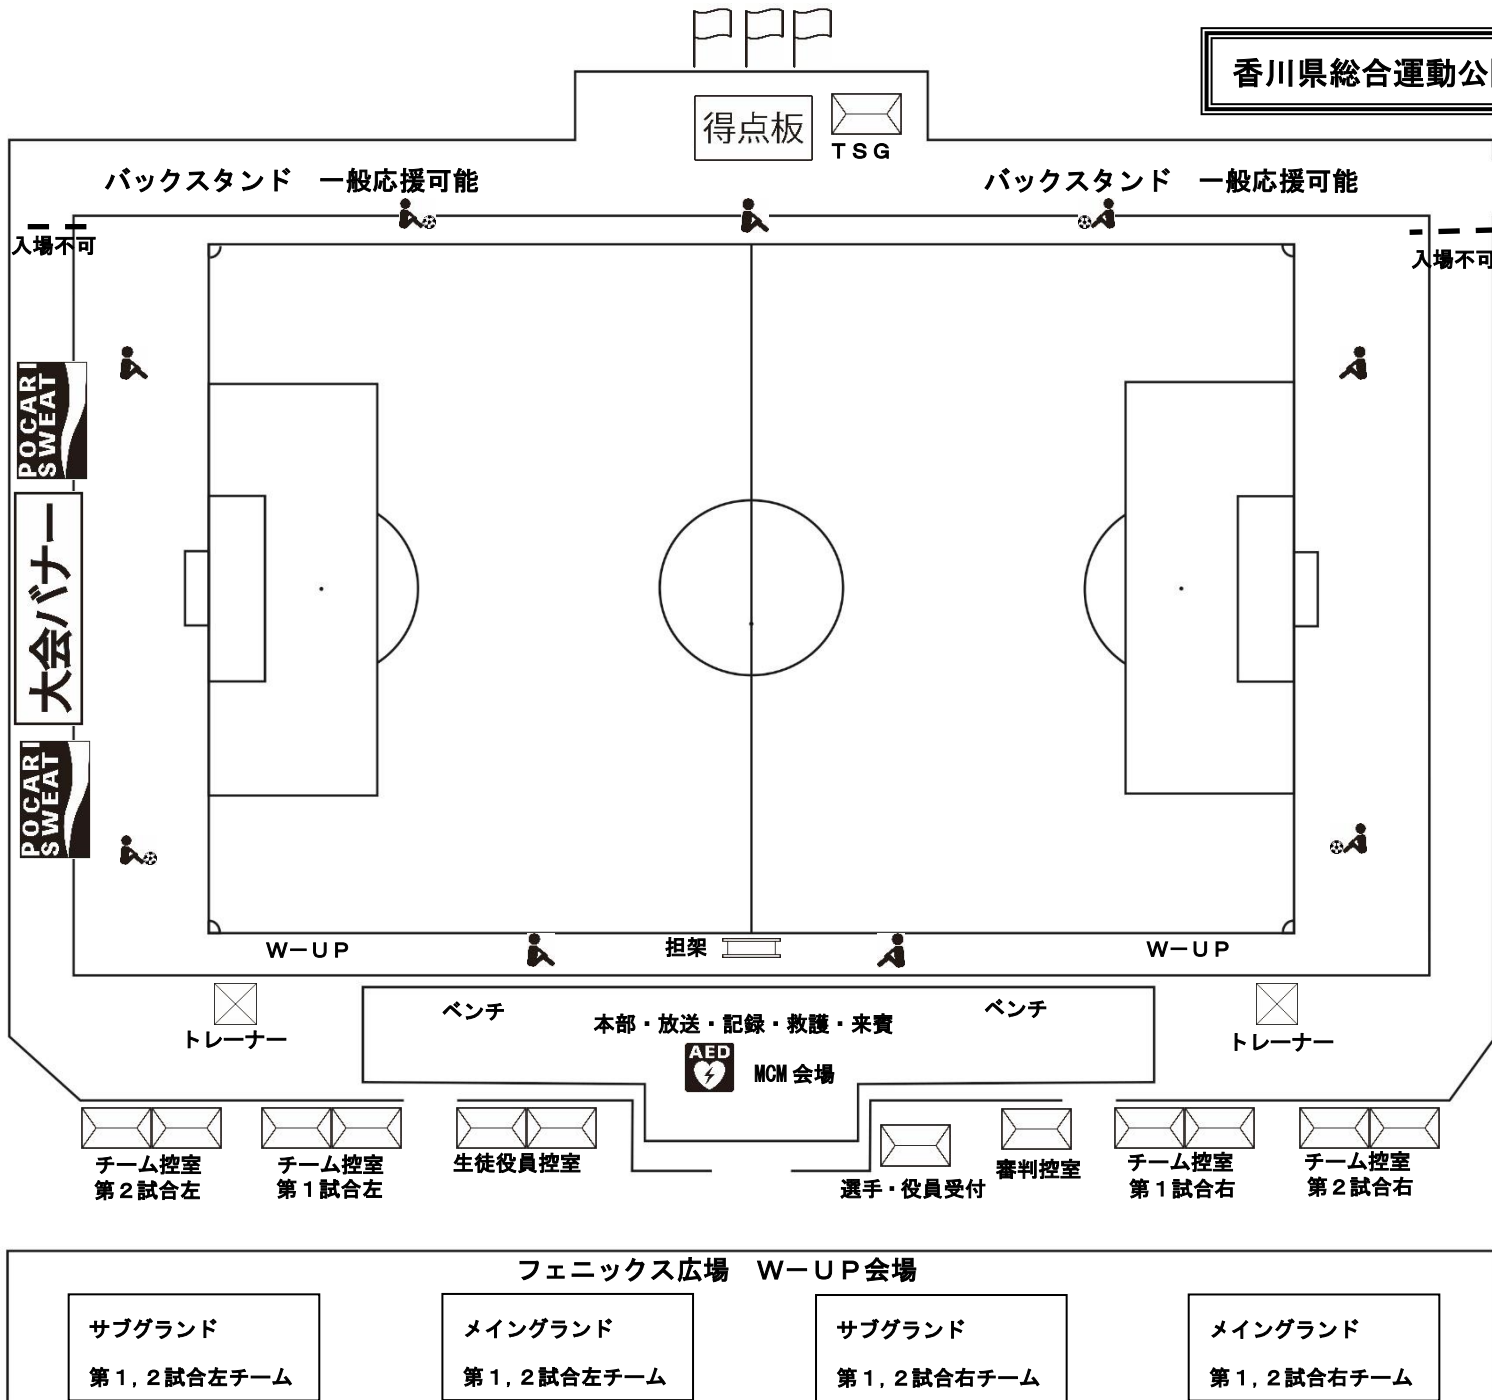 香川県総合運動公
得点板
ＴＳＧ
バックスタンド　一般応援可能
バックスタンド　一般応援可能
入場不可
入場不可
POCARI
SWEAT
大会バナー
POCARI
SWEAT
Ｗ－ＵＰ
担架
Ｗ－ＵＰ
ベンチ
ベンチ
本部・放送・記録・救護・来賓
トレーナー
トレーナー
AED
MCM 会場
チーム控室
第２試合左
チーム控室
第１試合左
生徒役員控室
選手・役員受付
審判控室
チーム控室
第１試合右
チーム控室
第２試合右
フェニックス広場　Ｗ－ＵＰ会場
サブグランド
第１,２試合左チーム
メイングランド
第１,２試合左チーム
サブグランド
第１,２試合右チーム
メイングランド
第１,２試合右チーム